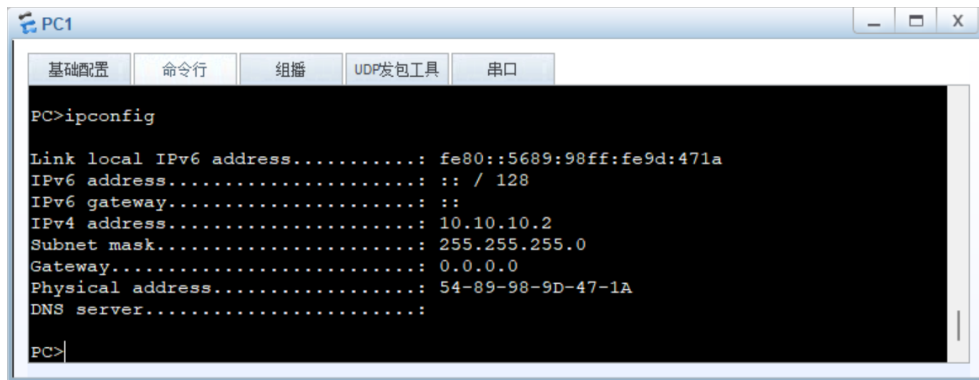 PC1
基础配置 命令行 组播 UDP发包工具 串口
PC>ipconfig
Link local IPv6 address...........: fe80::5689:98ff:fe9d:471a
IPv6 address......................: :: / 128
IPv6 gateway......................: ::
IPv4 address......................: 10.10.10.2
Subnet mask.......................: 255.255.255.0
Gateway...........................: 0.0.0.0
Physical address..................: 54-89-98-9D-47-1A
DNS server........................:
PC>